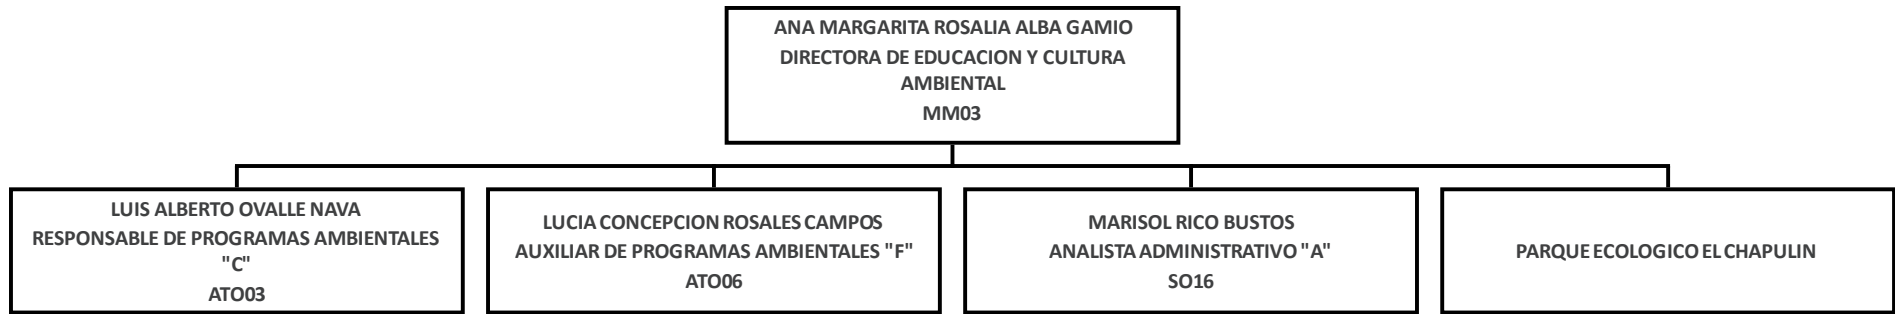 ANA MARGARITA ROSALIA ALBA GAMIO
DIRECTORA DE EDUCACION Y CULTURA
AMBIENTAL
MM03
LUIS ALBERTO OVALLE NAVA
RESPONSABLE DE PROGRAMAS AMBIENTALES
"C"
ATO03
LUCIA CONCEPCION ROSALES CAMPOS
AUXILIAR DE PROGRAMAS AMBIENTALES "F"
ATO06
MARISOL RICO BUSTOS
ANALISTA ADMINISTRATIVO "A"
SO16
PARQUE ECOLOGICO EL CHAPULIN